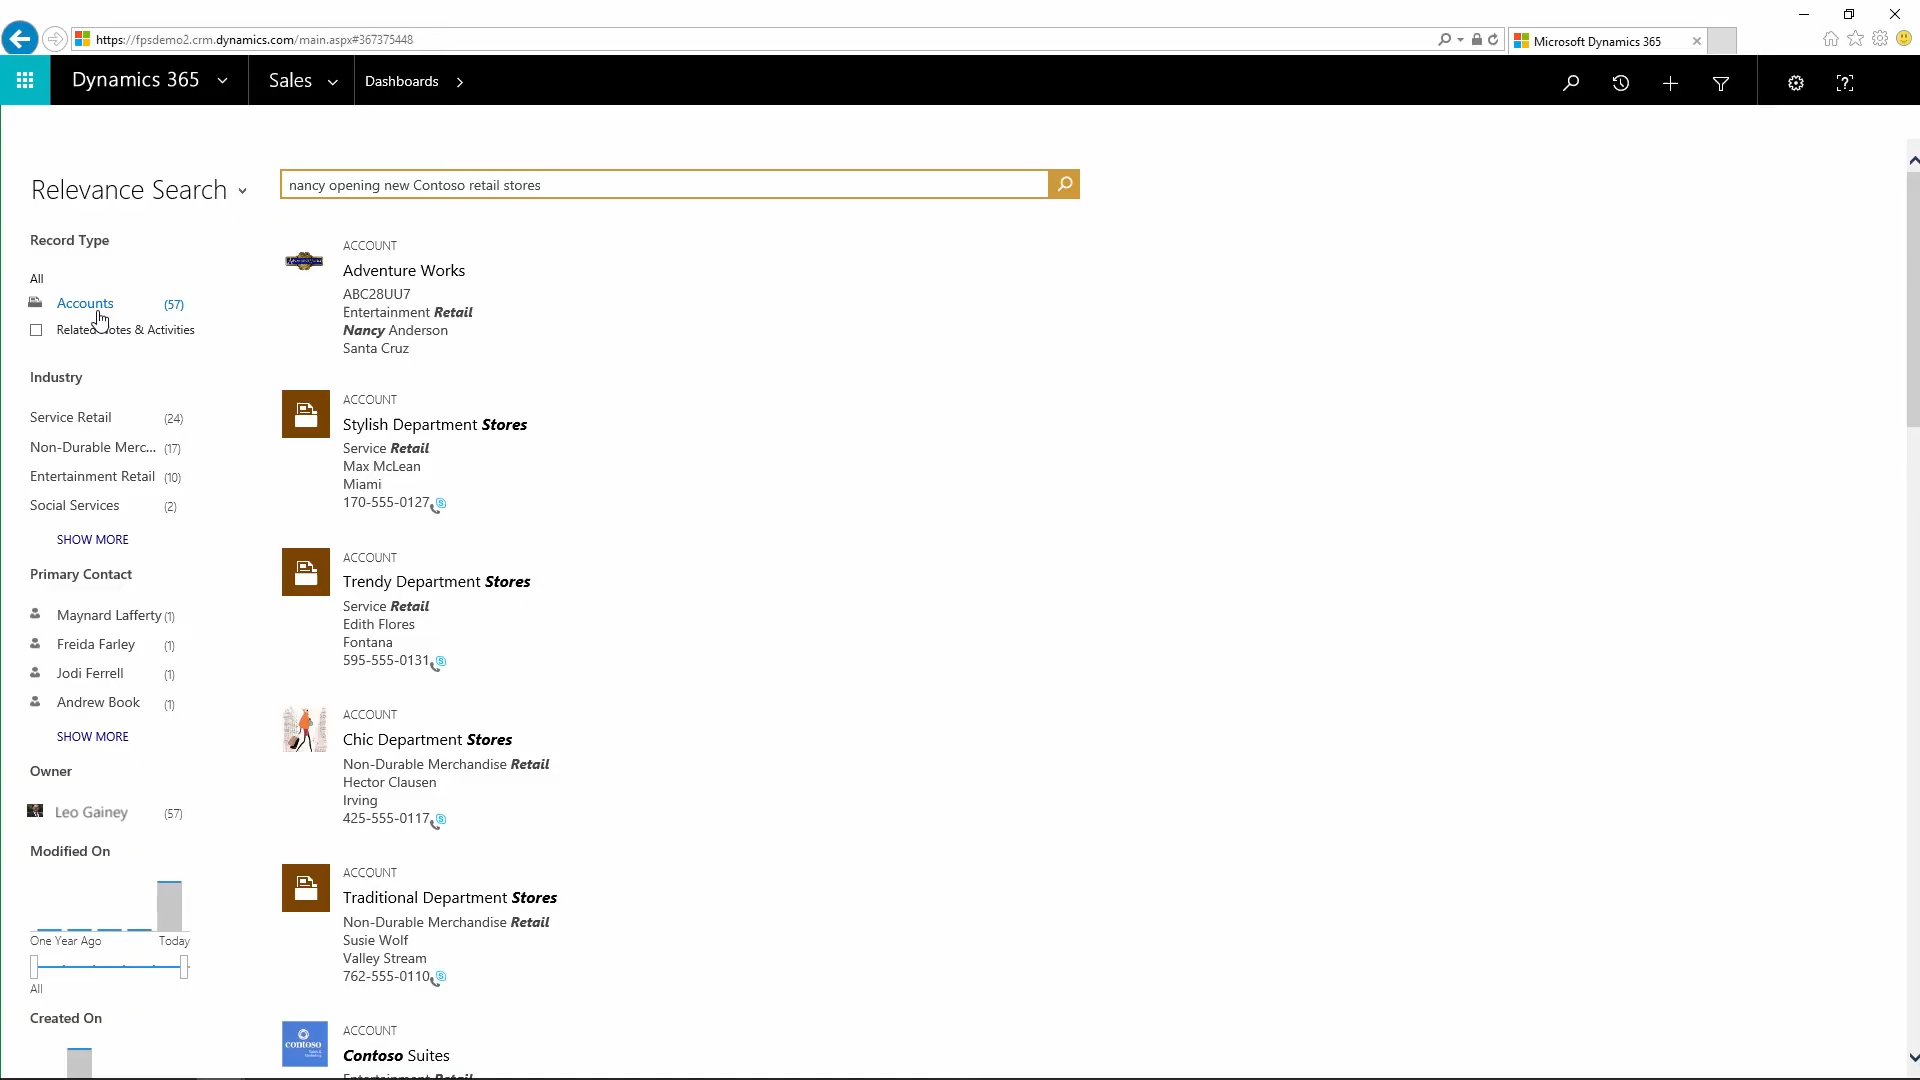 https://fpsdemo2.crm.dynamics.com/main.aspx#367375448
Microsoft Dynamics 365
Dynamics 365
Sales
Dashboards
Relevance Search
nancy opening new Contoso retail stores
Record Type
All
Accounts (57)
Related Notes & Activities
Industry
Service Retail (24)
Non-Durable Merc... (17)
Entertainment Retail (10)
Social Services (2)
SHOW MORE
Primary Contact
Maynard Lafferty (1)
Freida Farley (1)
Jodi Ferrell (1)
Andrew Book (1)
SHOW MORE
Owner
Leo Gainey (57)
Modified On
One Year Ago Today
All
Created On
ACCOUNT
Adventure Works
ABC28UU7
Entertainment Retail
Nancy Anderson
Santa Cruz
ACCOUNT
Stylish Department Stores
Service Retail
Max McLean
Miami
170-555-0127
ACCOUNT
Trendy Department Stores
Service Retail
Edith Flores
Fontana
595-555-0131
ACCOUNT
Chic Department Stores
Non-Durable Merchandise Retail
Hector Clausen
Irving
425-555-0117
ACCOUNT
Traditional Department Stores
Non-Durable Merchandise Retail
Susie Wolf
Valley Stream
762-555-0110
contoso
ACCOUNT
Contoso Suites
Entertainment Retail